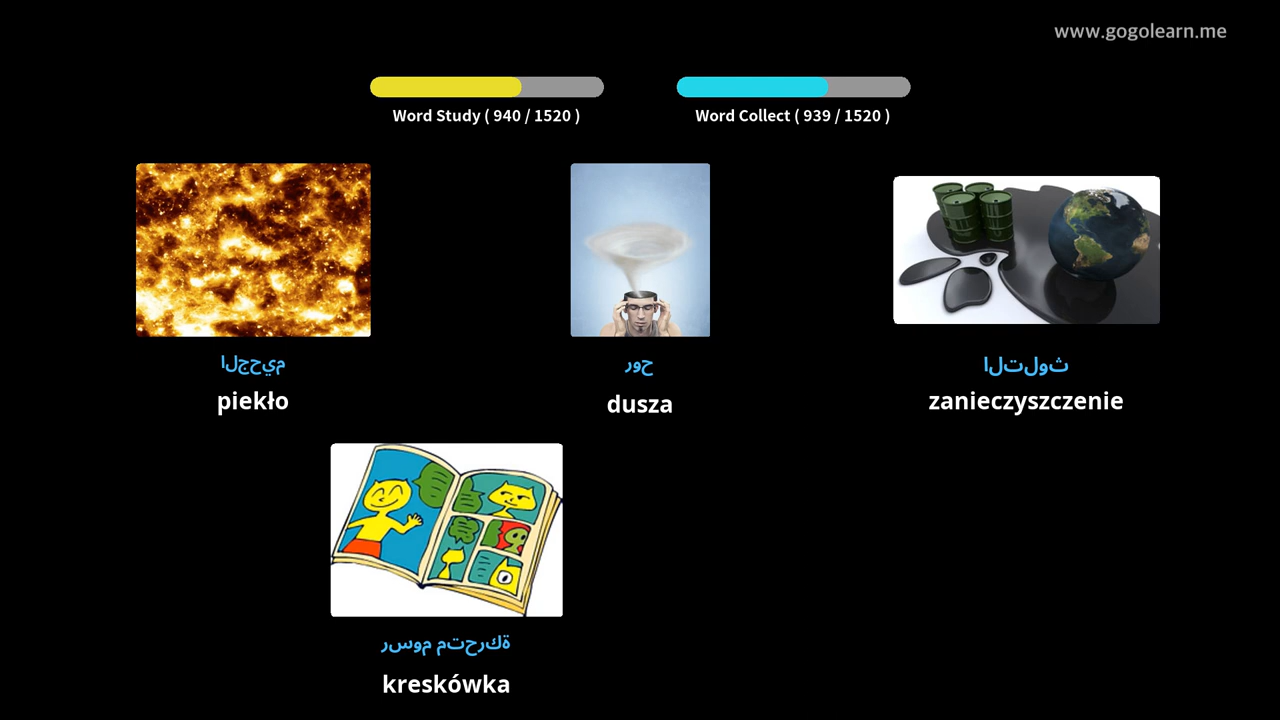 www.gogolearn.me
Word Study ( 940 / 1520 )
Word Collect ( 939 / 1520 )
الجحيم
piekło
روح
dusza
التلوث
zanieczyszczenie
رسوم متحركة
kreskówka